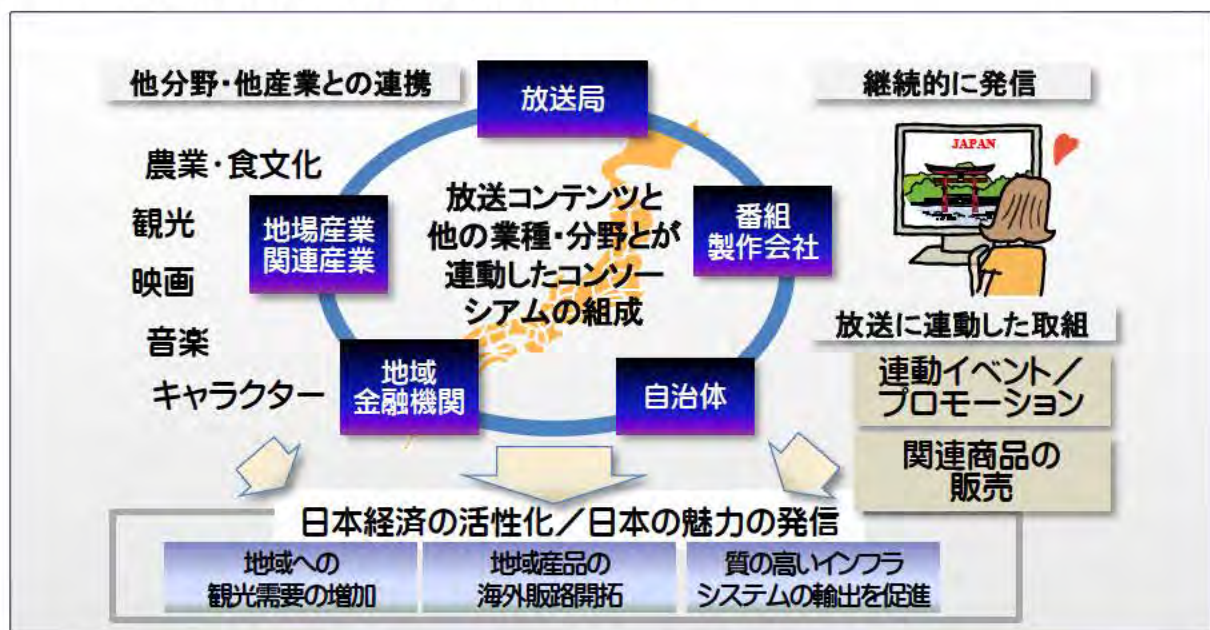 他分野・他産業との連携
放送局
継続的に発信
JAPAN
農業・食文化
観光
映画
音楽
キャラクター
地場産業
関連産業
放送コンテンツと
他の業種・分野とが
連動したコンソー
シアムの組成
番組
製作会社
地域
金融機関
自治体
放送に連動した取組
連動イベント／
プロモーション
関連商品の
販売
日本経済の活性化／日本の魅力の発信
地域への
観光需要の増加
地域産品の
海外販路開拓
質の高いインフラ
システムの輸出を促進